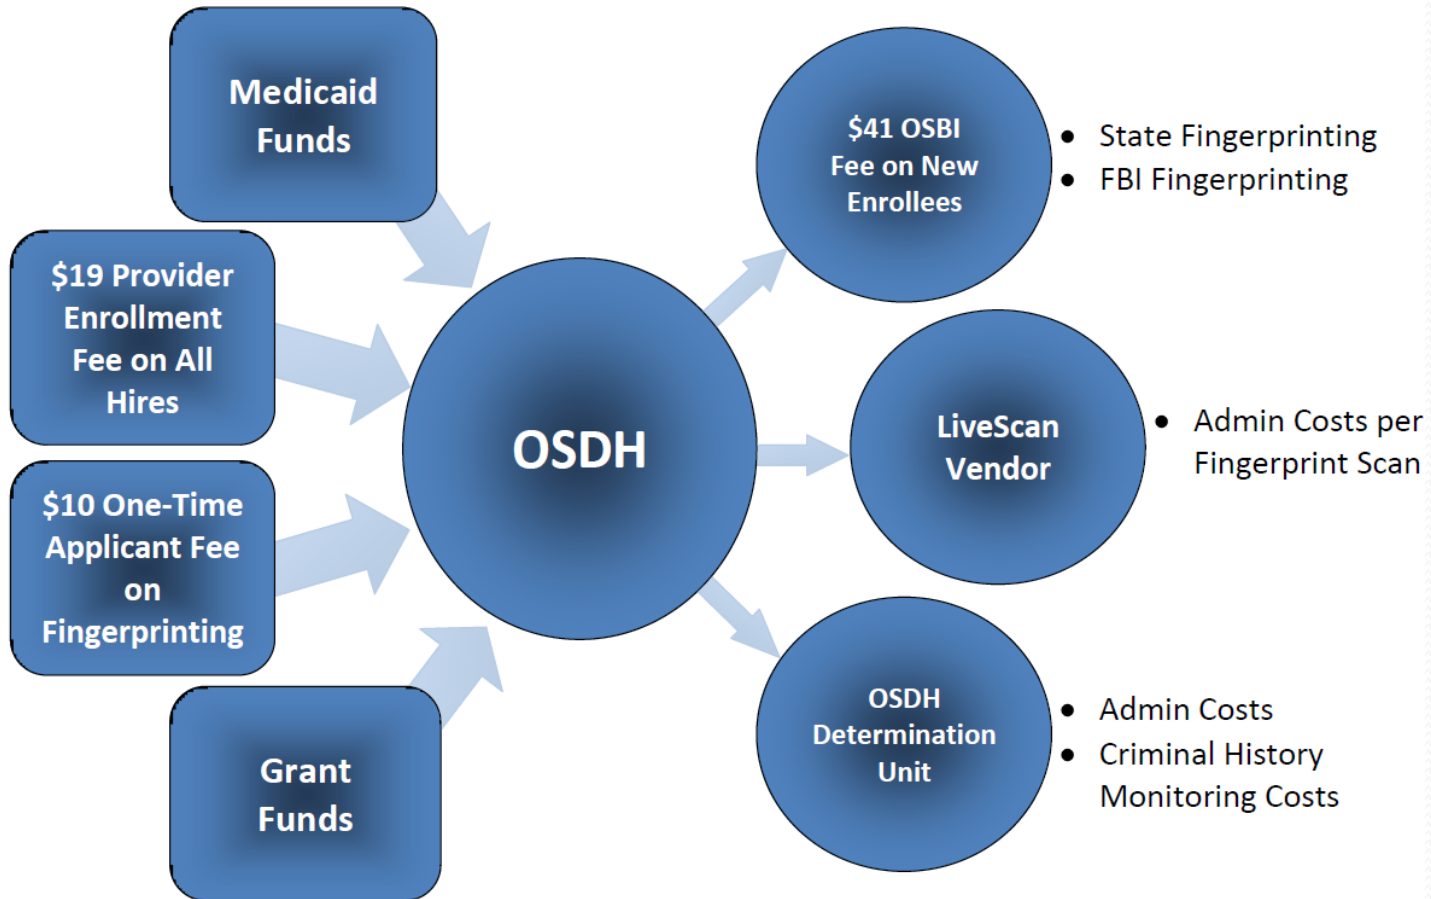 Medicaid
Funds
$19 Provider
Enrollment
Fee on All
Hires
$10 One-Time
Applicant Fee
on
Fingerprinting
Grant
Funds
OSDH
$41 OSBI
Fee on New
Enrollees
• State Fingerprinting
• FBI Fingerprinting
LiveScan
Vendor
• Admin Costs per
Fingerprint Scan
OSDH
Determination
Unit
• Admin Costs
• Criminal History
Monitoring Costs